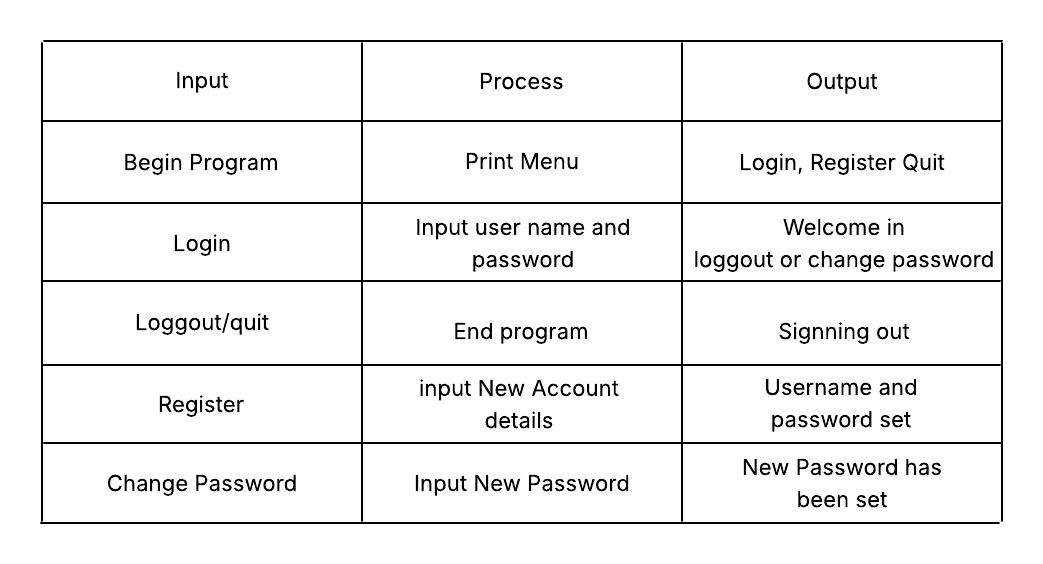 Input
Process
Output
Begin Program
Print Menu
Login, Register Quit
Login
Input user name and
password
Welcome in
loggout or change password
Loggout/quit
End program
Signning out
Register
input New Account
details
Username and
password set
Change Password
Input New Password
New Password has
been set